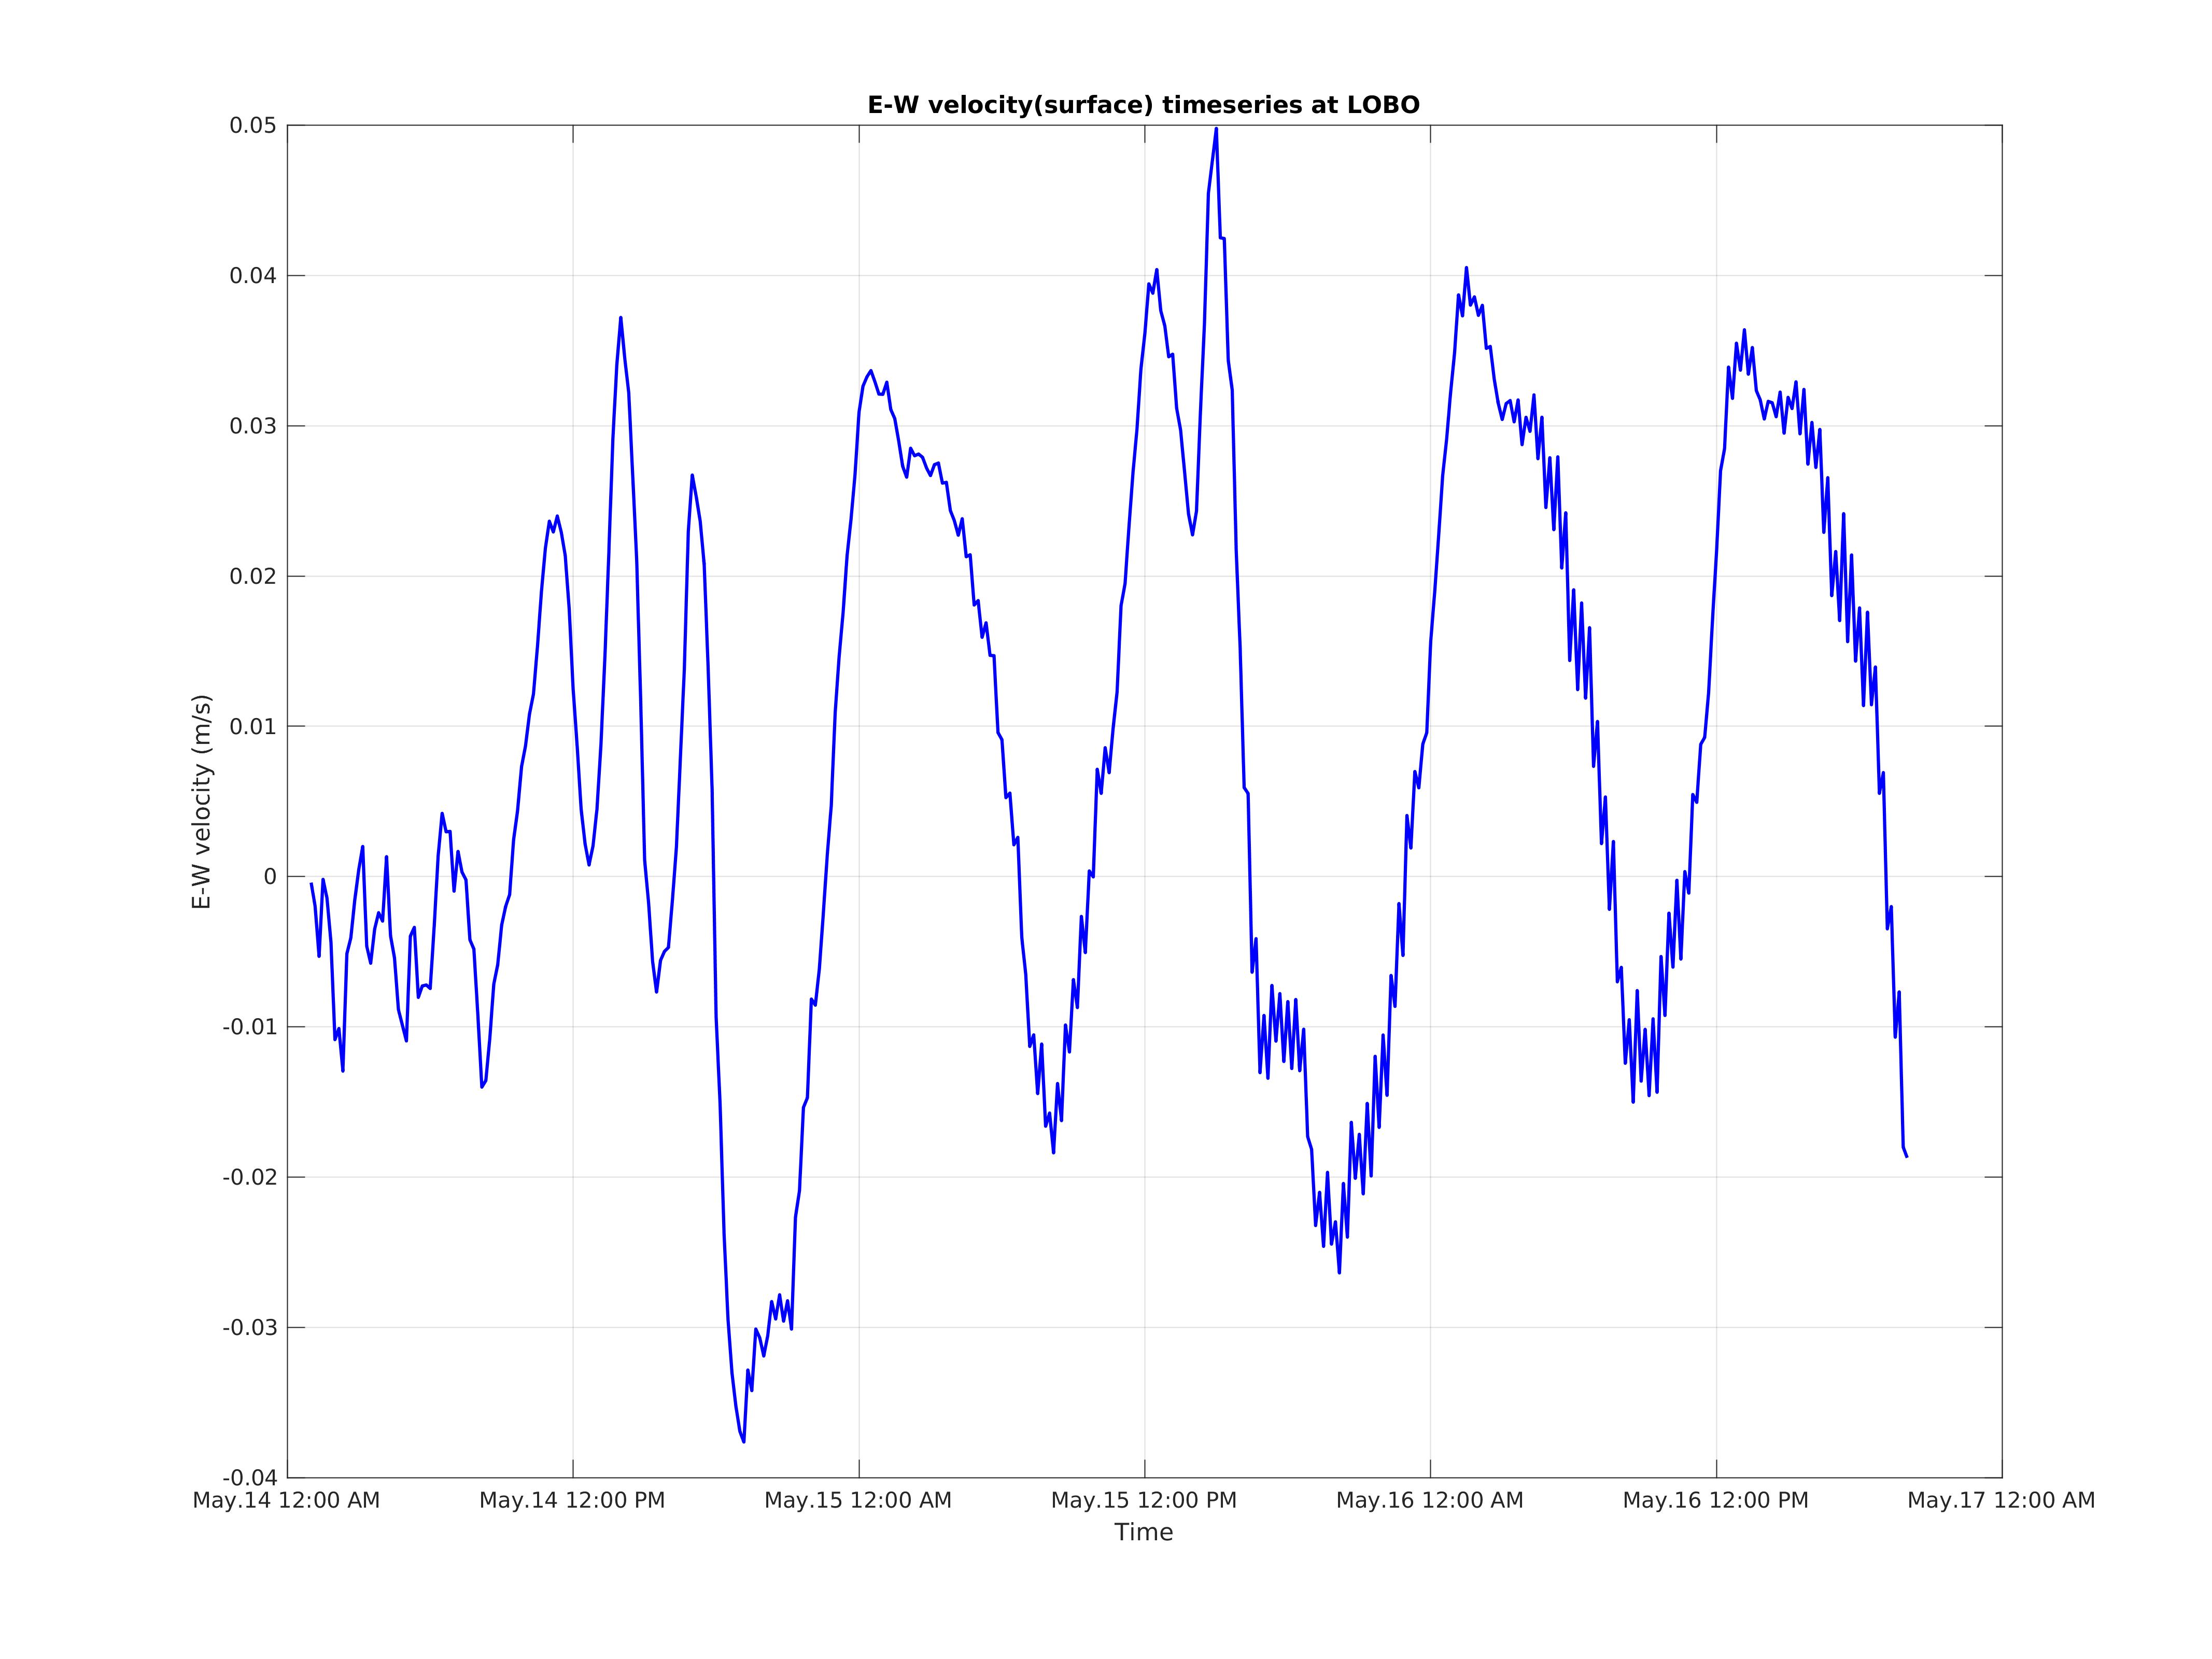 E-W velocity(surface) timeseries at LOBO
0.05
0.04
0.03
0.02
0.01
0
-0.01
-0.02
-0.03
-0.04
E-W velocity (m/s)
May.14 12:00 AM May.14 12:00 PM May.15 12:00 AM May.15 12:00 PM May.16 12:00 AM May.16 12:00 PM May.17 12:00 AM
Time